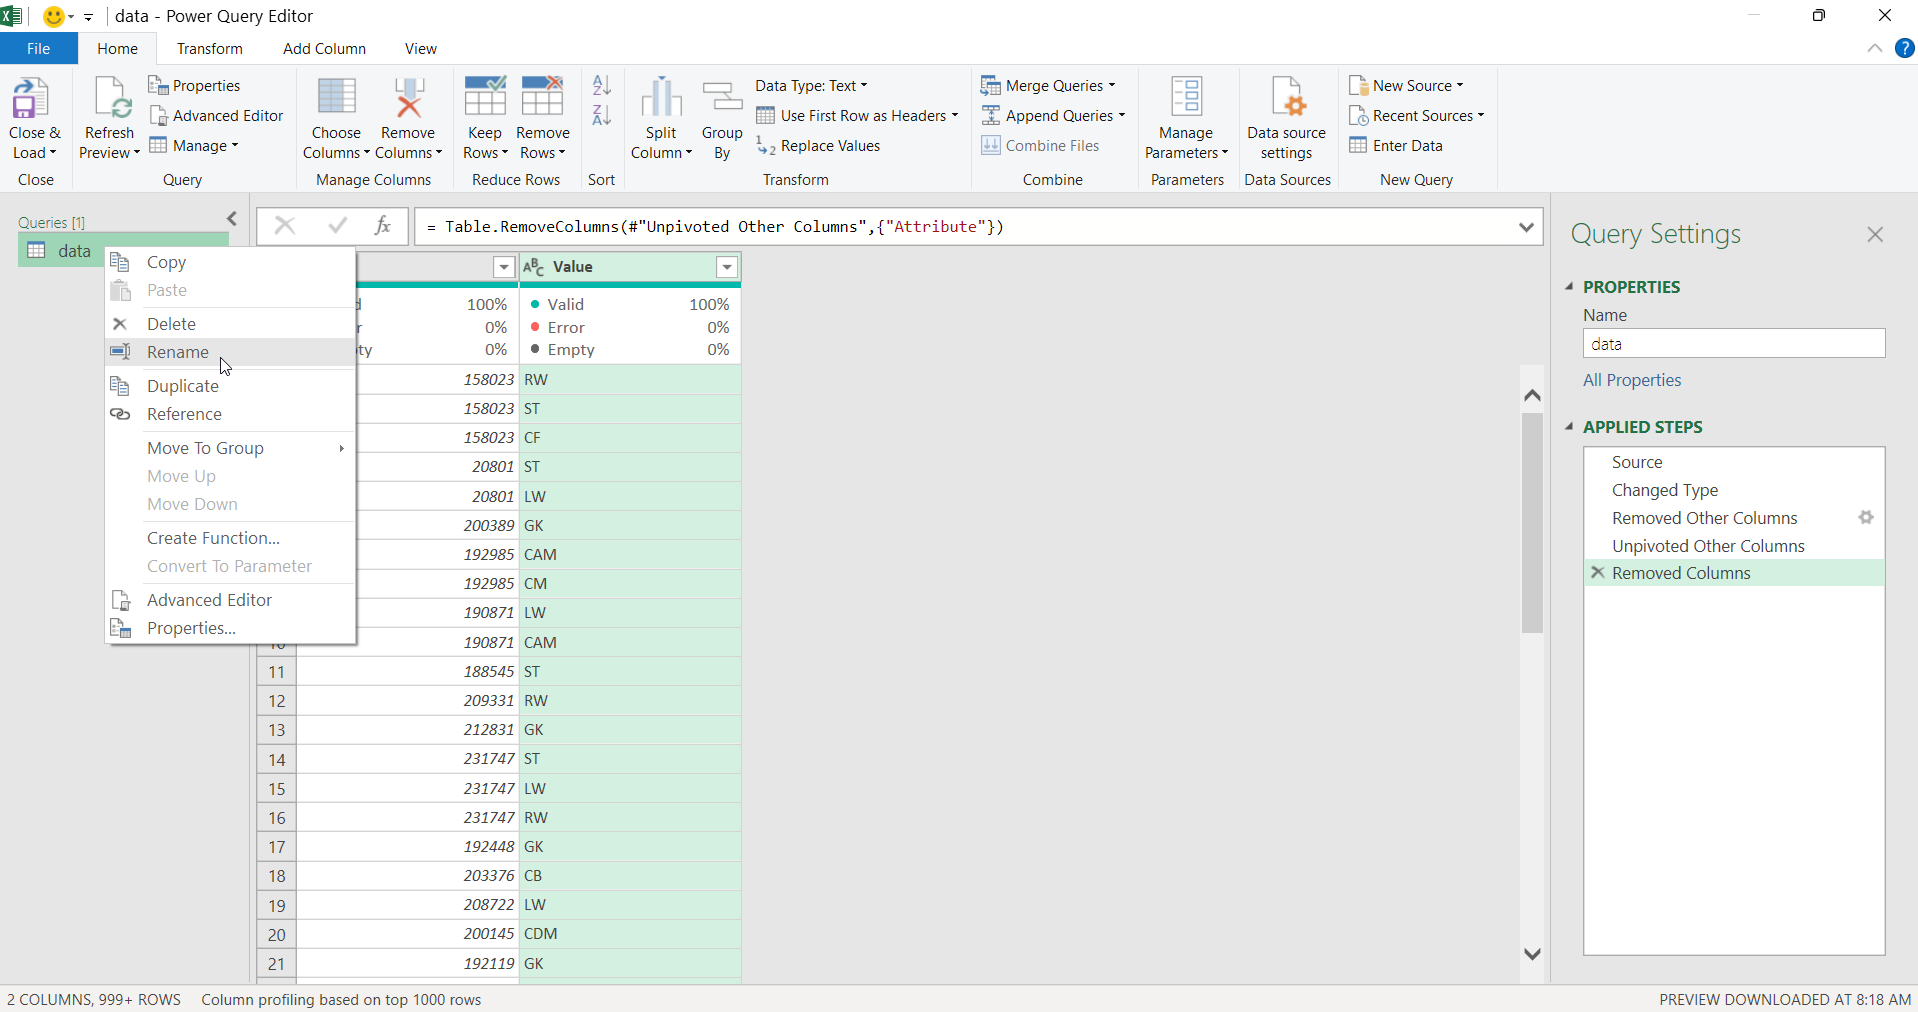 data - Power Query Editor
File Home Transform Add Column View
Close & Load
Close
Refresh Preview
Properties
Advanced Editor
Manage
Query
Choose Columns
Remove Columns
Manage Columns
Keep Rows
Remove Rows
Reduce Rows
Sort
Split Column
Group By
Data Type: Text
Use First Row as Headers
Replace Values
Transform
Merge Queries
Append Queries
Combine Files
Combine
Manage Parameters
Parameters
Data source settings
Data Sources
New Source
Recent Sources
Enter Data
New Query
Queries [1]
data
Copy
Paste
Delete
Rename
Duplicate
Reference
Move To Group
Move Up
Move Down
Create Function...
Convert To Parameter
Advanced Editor
Properties...
fx
= Table.RemoveColumns(#"Unpivoted Other Columns",{"Attribute"})
ABC Value
100% Valid 100%
0% Error 0%
0% Empty 0%
158023 RW
158023 ST
158023 CF
20801 ST
20801 LW
200389 GK
192985 CAM
192985 CM
190871 LW
190871 CAM
11 188545 ST
12 209331 RW
13 212831 GK
14 231747 ST
15 231747 LW
16 231747 RW
17 192448 GK
18 203376 CB
19 208722 LW
20 200145 CDM
21 192119 GK
Query Settings
PROPERTIES
Name
data
All Properties
APPLIED STEPS
Source
Changed Type
Removed Other Columns
Unpivoted Other Columns
Removed Columns
2 COLUMNS, 999+ ROWS Column profiling based on top 1000 rows
PREVIEW DOWNLOADED AT 8:18 AM